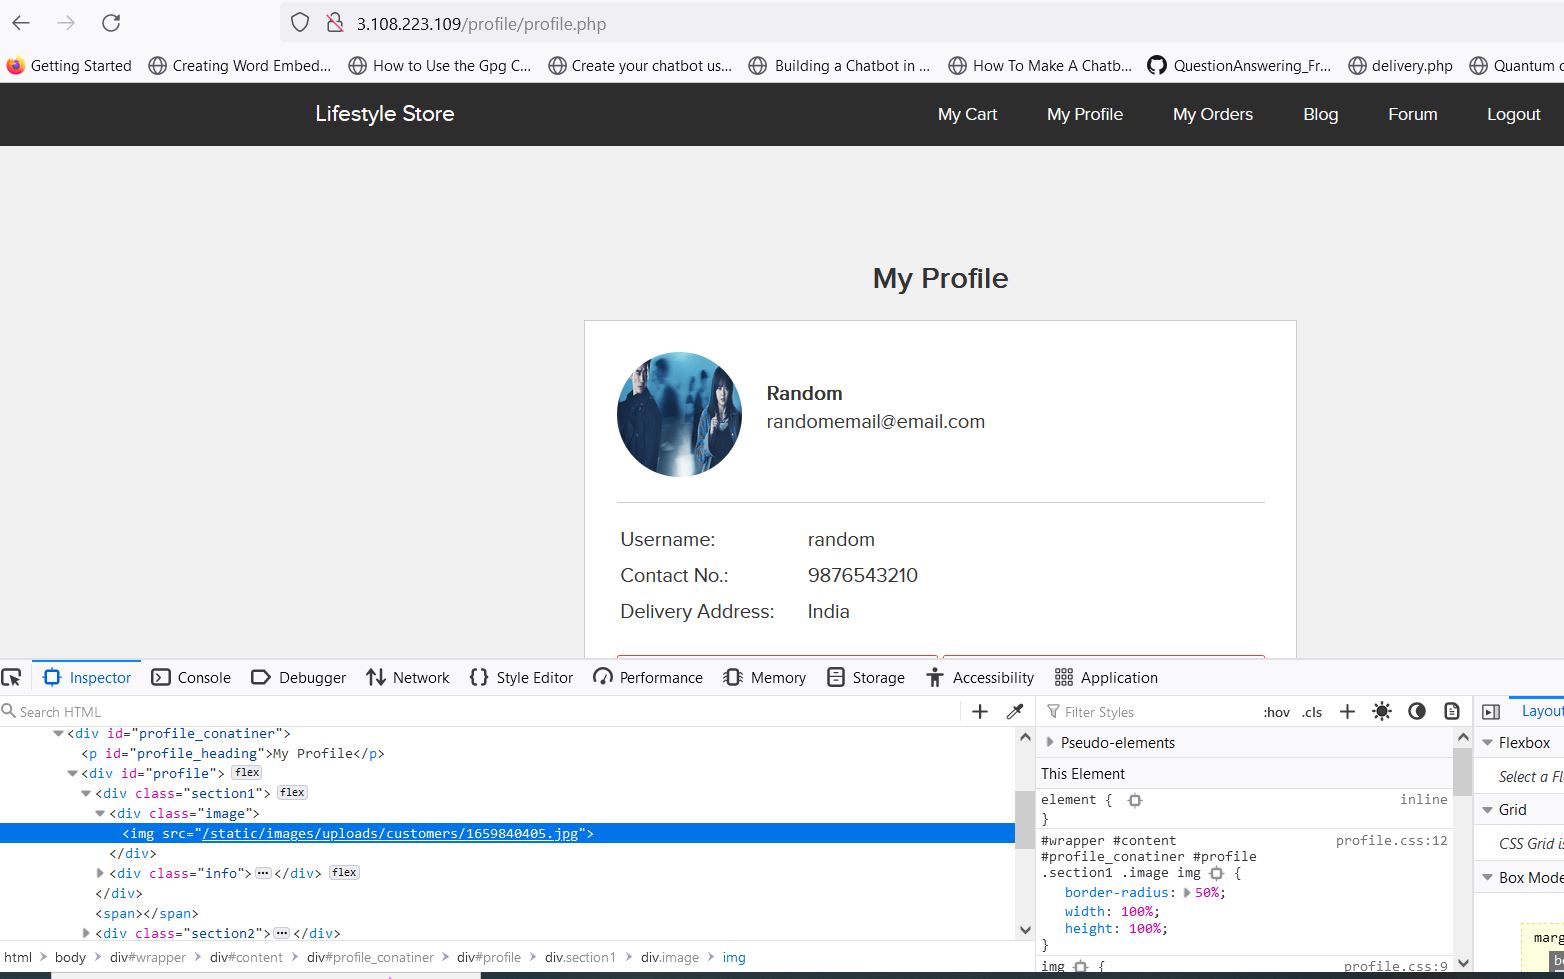 3.108.223.109/profile/profile.php
Getting Started Creating Word Embed... How to Use the Gpg C... Create your chatbot us... Building a Chatbot in ... How To Make A Chatb... QuestionAnswering_Fr... delivery.php Quantum
Lifestyle Store My Cart My Profile My Orders Blog Forum Logout
My Profile
Random
randomemail@email.com
Username: random
Contact No.: 9876543210
Delivery Address: India
Inspector Console Debugger Network Style Editor Performance Memory Storage Accessibility Application
Search HTML
<div id="profile_conatiner">
<p id="profile_heading">My Profile</p>
<div id="profile"> flex
<div class="section1"> flex
<div class="image">
<img src="/static/images/uploads/customers/1659840405.jpg">
</div>
<div class="info">…</div> flex
</div>
<span></span>
<div class="section2">…</div>
html > body > div#wrapper > div#content > div#profile_conatiner > div#profile > div.section1 > div.image > img
Filter Styles :hov .cls
Pseudo-elements
This Element
element { inline
}
#wrapper #content profile.css:12
#profile_conatiner #profile
.section1 .image img {
border-radius: 50%;
width: 100%;
height: 100%;
}
img { profile.css:9
Layou
Flexbox
Select a Fl
Grid
CSS Grid is
Box Mode
marg